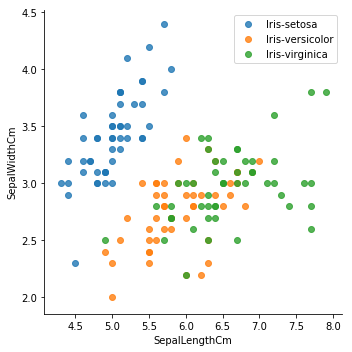 4.5
4.0
3.5
3.0
2.5
2.0
SepalWidthCm
Iris-setosa
Iris-versicolor
Iris-virginica
4.5 5.0 5.5 6.0 6.5 7.0 7.5 8.0
SepalLengthCm